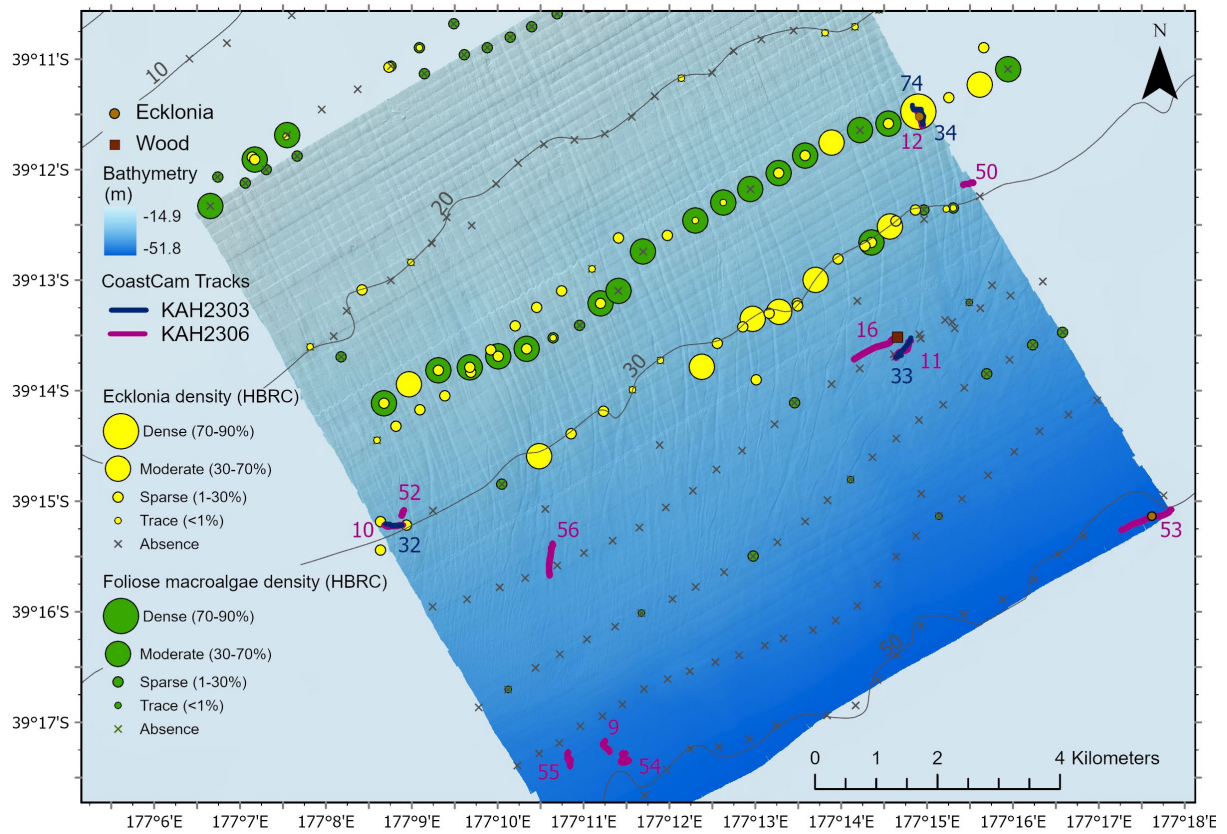 N
39°11'S
39°12'S
39°13'S
39°14'S
39°15'S
39°16'S
39°17'S
10
20
30
50
Ecklonia
Wood
Bathymetry
(m)
-14.9
-51.8
CoastCam Tracks
KAH2303
KAH2306
Ecklonia density (HBRC)
Dense (70-90%)
Moderate (30-70%)
Sparse (1-30%)
Trace (<1%)
Absence
Foliose macroalgae density (HBRC)
Dense (70-90%)
Moderate (30-70%)
Sparse (1-30%)
Trace (<1%)
Absence
74
34
12
50
16
11
33
52
10
32
56
53
9
54
55
0 1 2 4 Kilometers
177°6'E 177°7'E 177°8'E 177°9'E 177°10'E 177°11'E 177°12'E 177°13'E 177°14'E 177°15'E 177°16'E 177°17'E 177°18'E